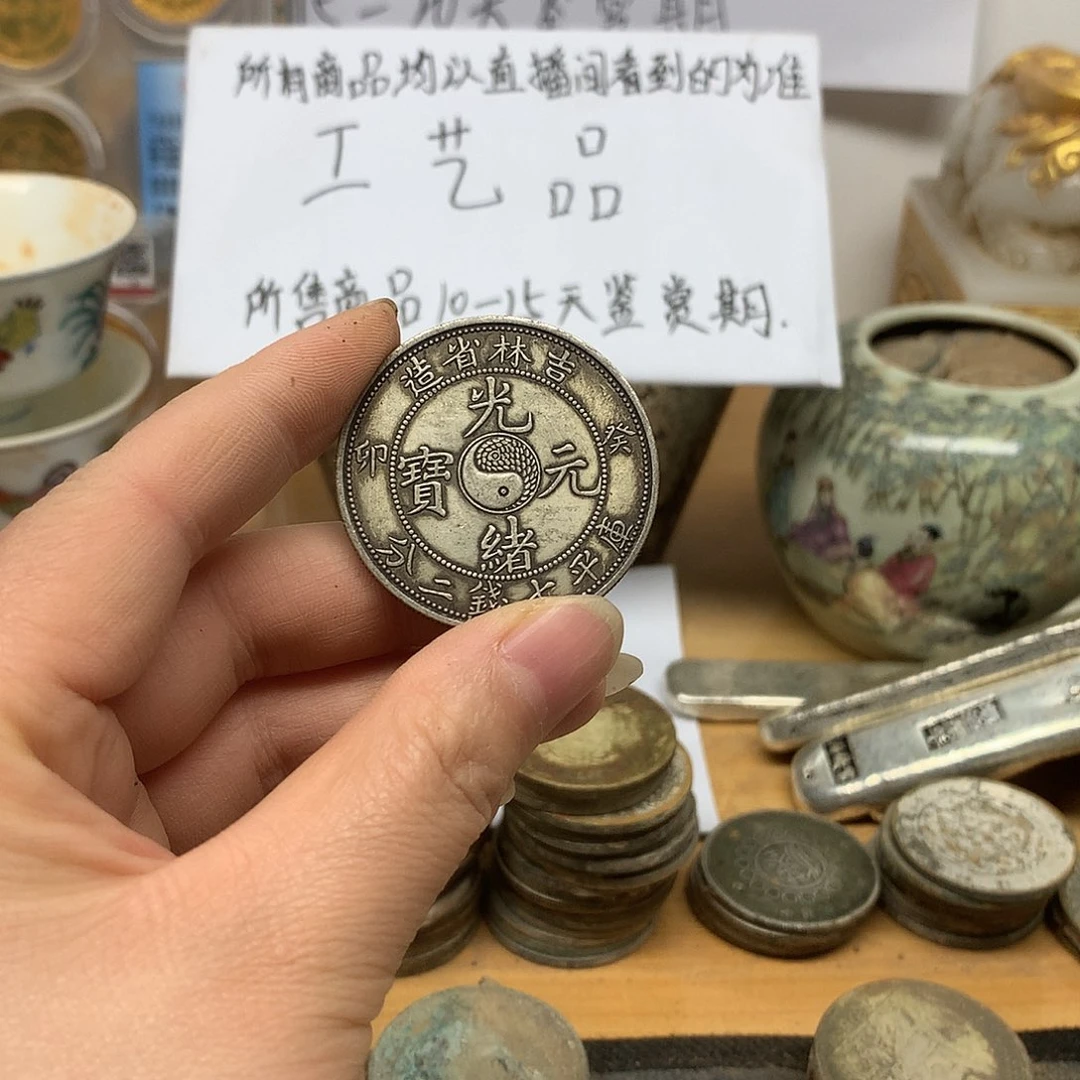 所有商品均以直播间看到的为准
工艺品
所售商品10-15天鉴赏期.
吉林省造
癸卯
光緒元寶
庫平七錢二分